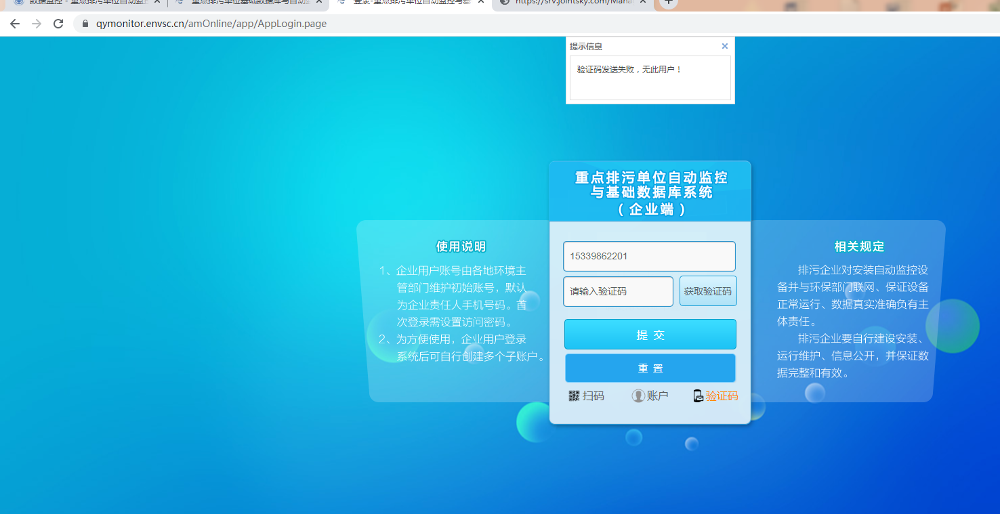 数据监控 - 重点排污单位自动监控
重点排污单位基础数据库与自动监
登录-重点排污单位自动监控与基
https://srv.jointsky.com/Mana
qymonitor.envsc.cn/amOnline/app/AppLogin.page
提示信息
验证码发送失败，无此用户！
重点排污单位自动监控
与基础数据库系统
（企业端）
使用说明
1、企业用户账号由各地环境主
管部门维护初始账号，默认
为企业责任人手机号码。首
次登录需设置访问密码。
2、为方便使用，企业用户登录
系统后可自行创建多个子账户。
15339862201
请输入验证码
获取验证码
提 交
重 置
扫码
账户
验证码
相关规定
排污企业对安装自动监控设
备并与环保部门联网、保证设备
正常运行、数据真实准确负有主
体责任。
排污企业要自行建设安装、
运行维护、信息公开，并保证数
据完整和有效。